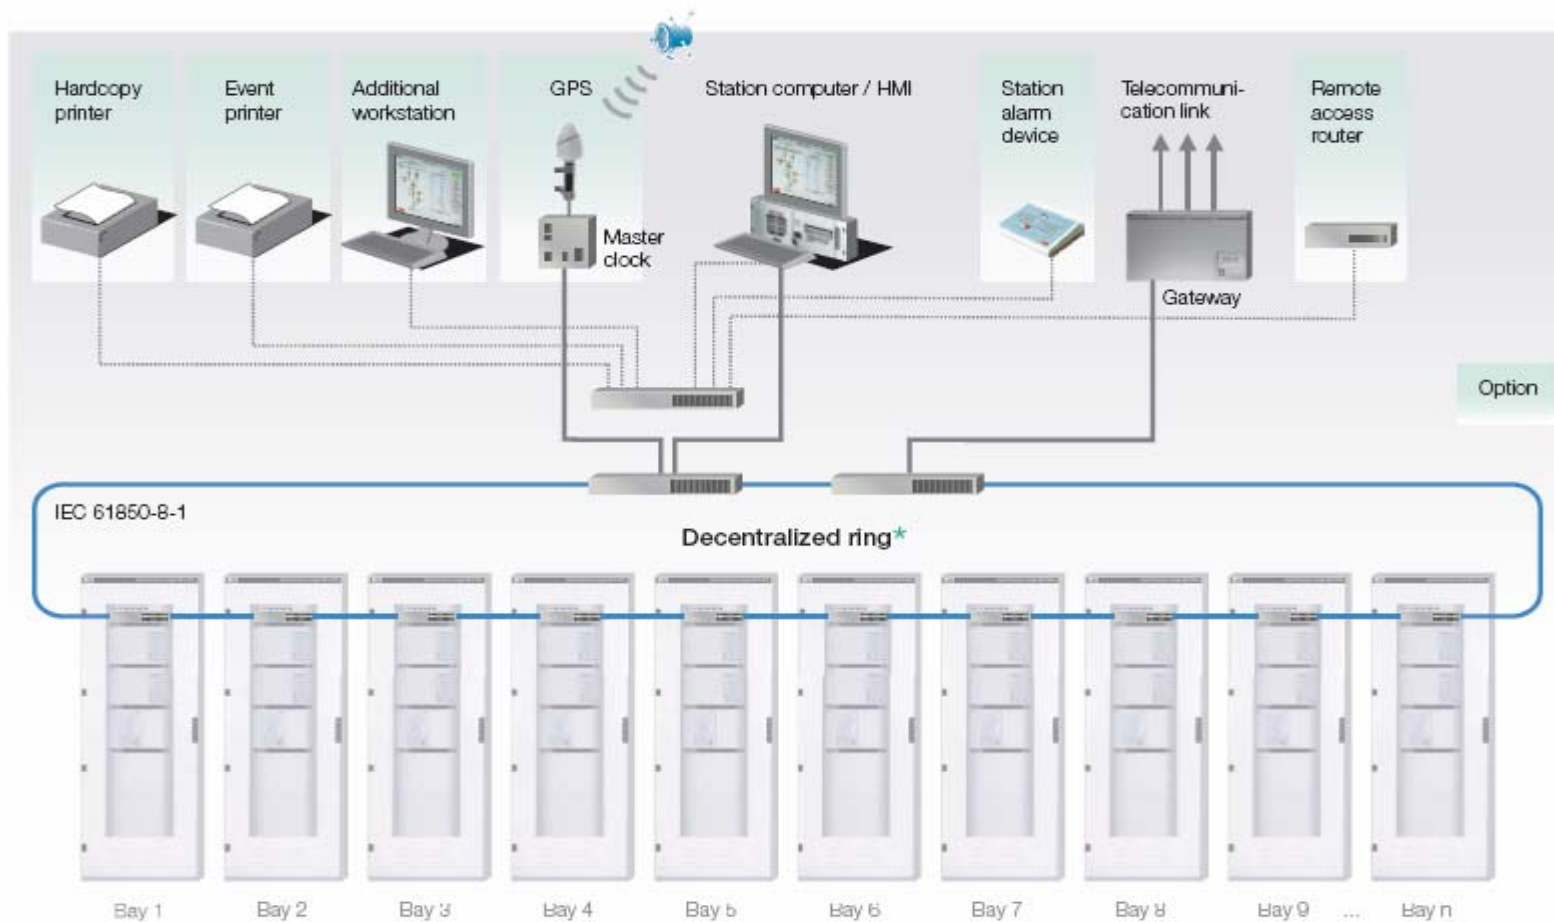 Hardcopy
printer
Event
printer
Additional
workstation
GPS
Station computer / HMI
Station
alarm
device
Telecommuni-
cation link
Remote
access
router
Master
clock
Gateway
Option
IEC 61850-8-1
Decentralized ring*
Bay 1
Bay 2
Bay 3
Bay 4
Bay 5
Bay 6
Bay 7
Bay 8
Bay 9
...
Bay n